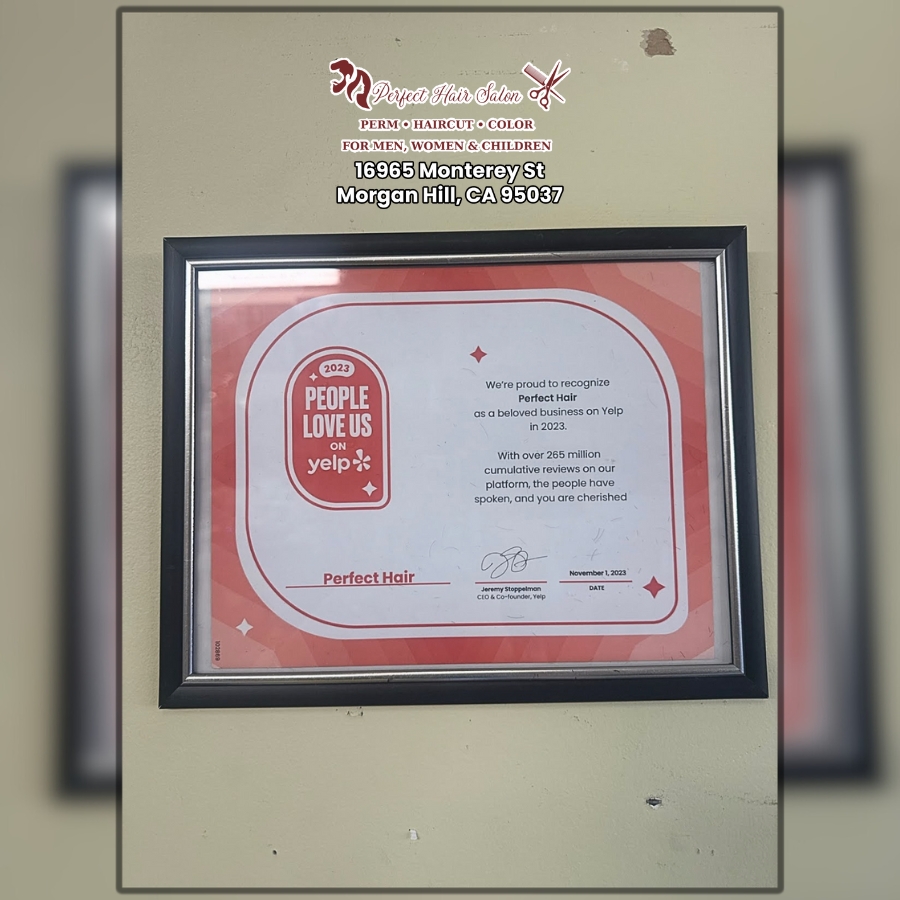 Perfect Hair Salon
PERM • HAIRCUT • COLOR
FOR MEN, WOMEN & CHILDREN
16965 Monterey St
Morgan Hill, CA 95037
2023
PEOPLE
LOVE US
ON
yelp
We're proud to recognize
Perfect Hair
as a beloved business on Yelp
in 2023.
With over 265 million
cumulative reviews on our
platform, the people have
spoken, and you are cherished
Perfect Hair
Jeremy Stoppelman
CEO & Co-founder, Yelp
November 1, 2023
DATE